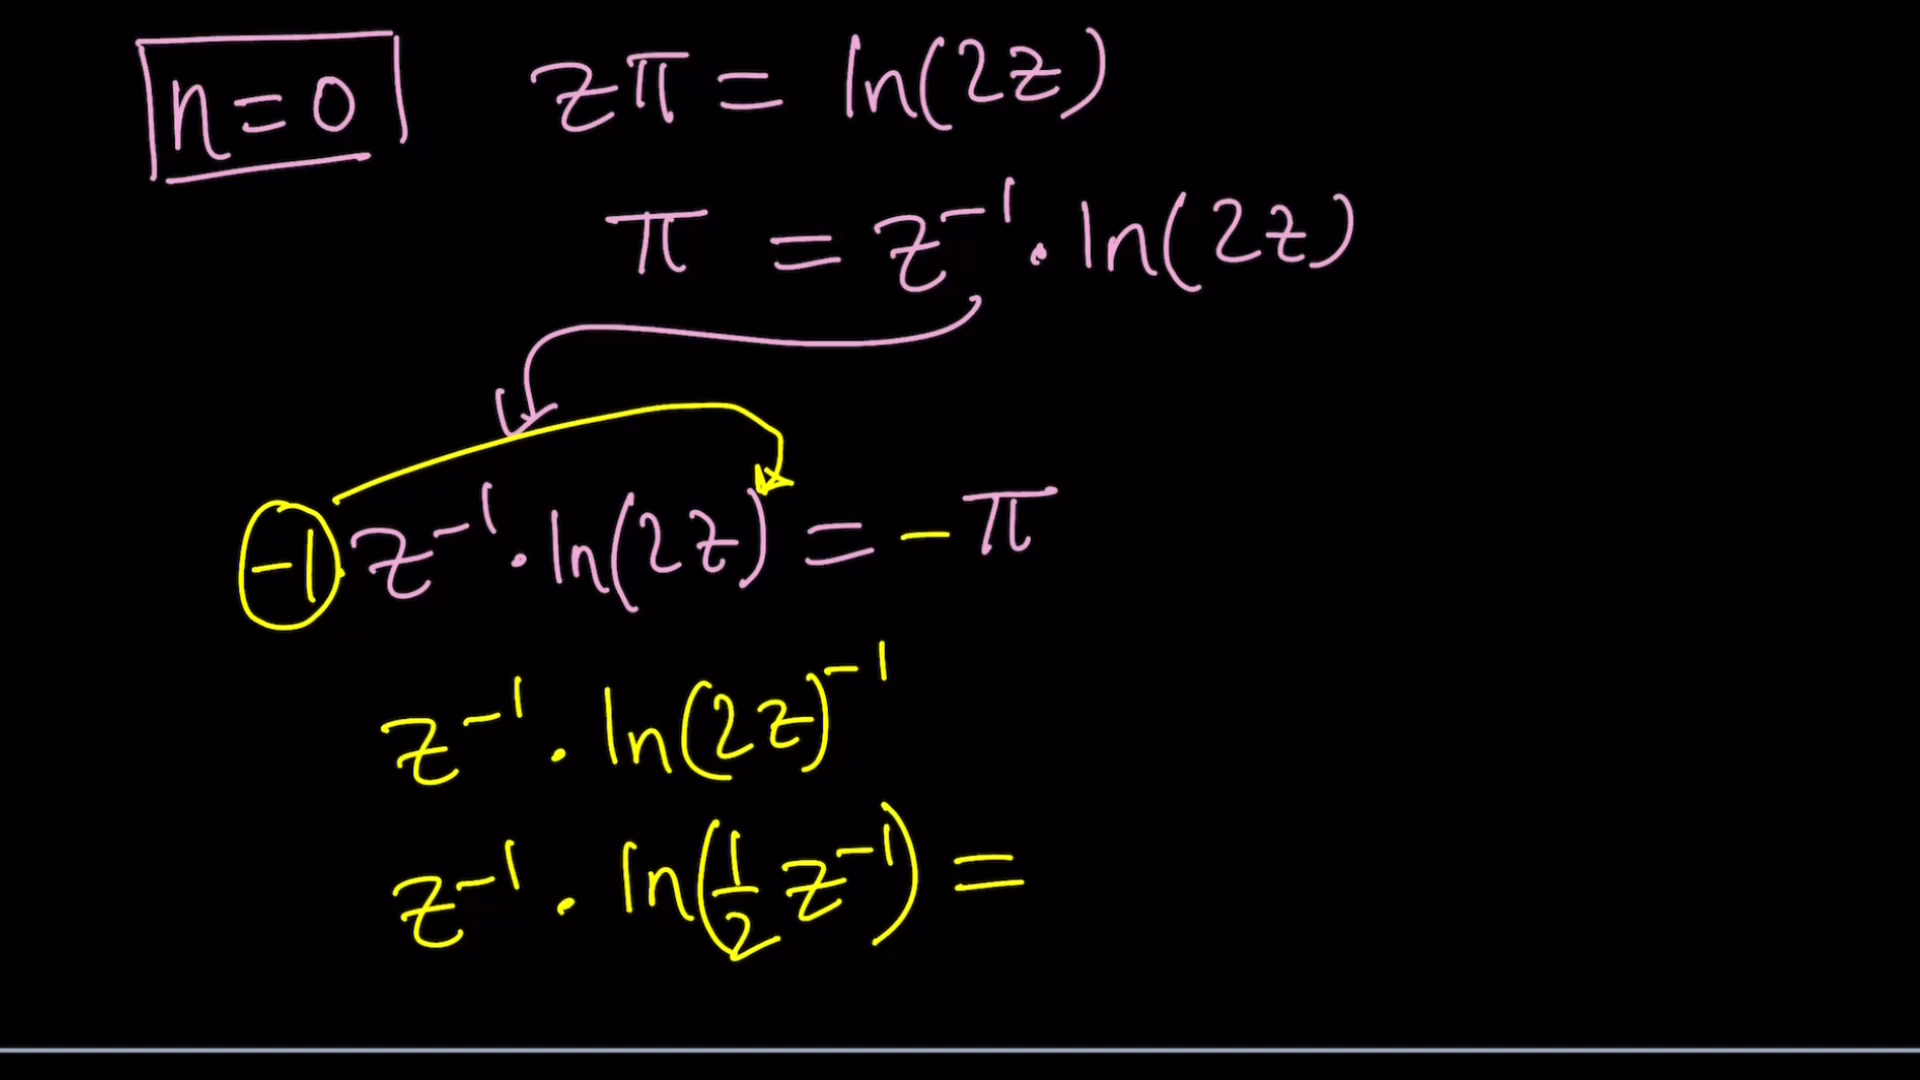 n=0 zπ = ln(2z)
π = z⁻¹ · ln(2z)
-1 · z⁻¹ · ln(2z) = -π
z⁻¹ · ln(2z)⁻¹
z⁻¹ · ln(½ z⁻¹) =